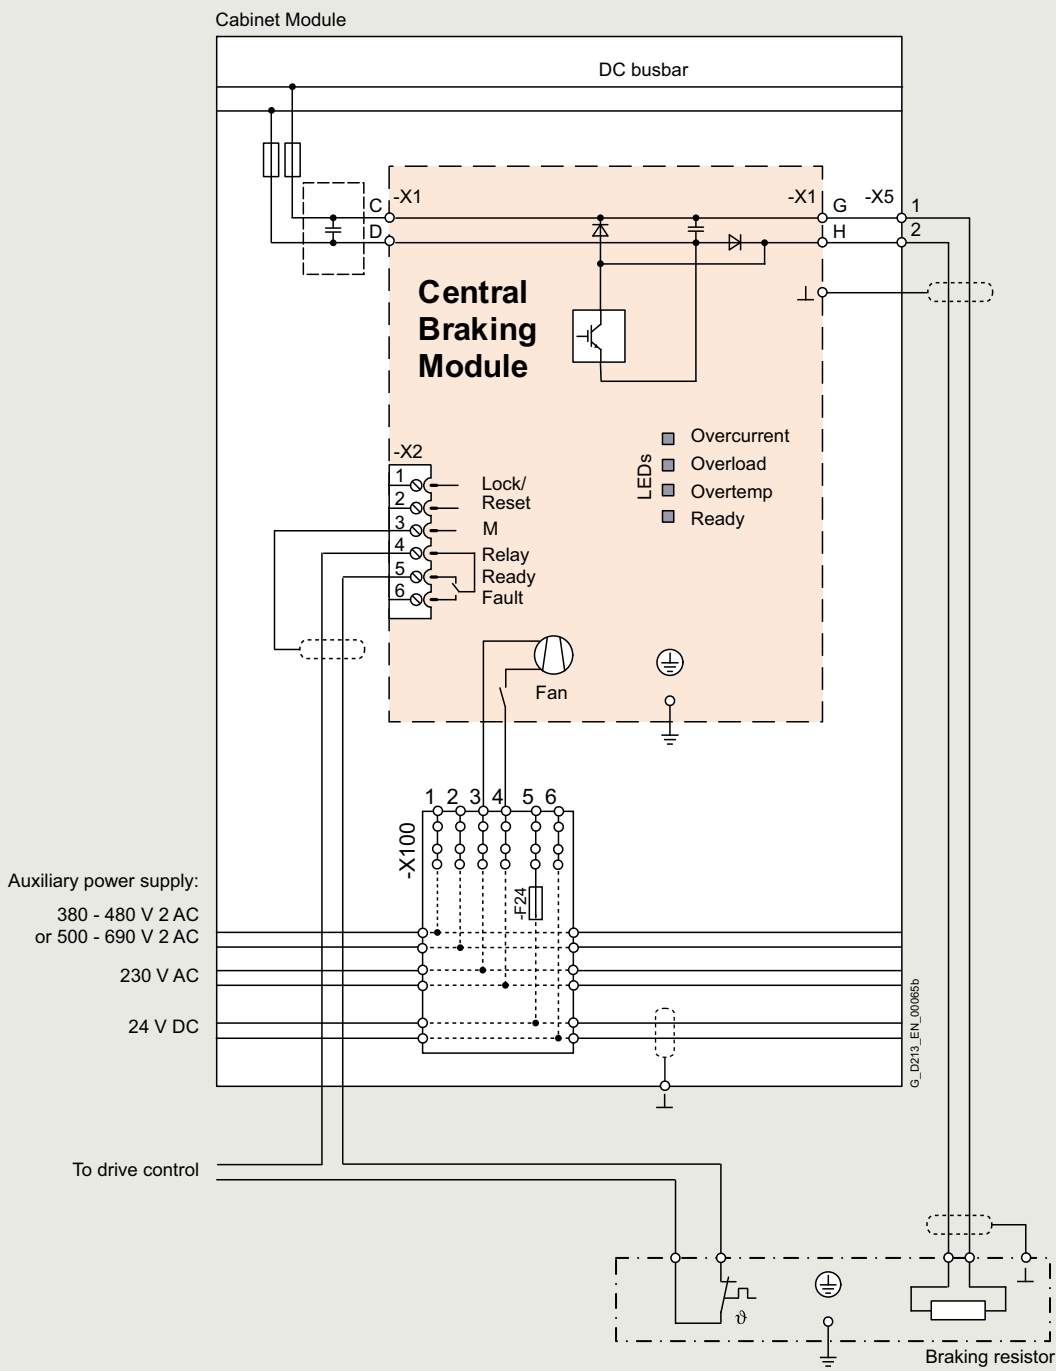 Cabinet Module
DC busbar
-X1
-X1
-X5
C
D
G
H
1
2
Central
Braking
Module
-X2
1
2
3
4
5
6
Lock/
Reset
M
Relay
Ready
Fault
LEDs
Overcurrent
Overload
Overtemp
Ready
Fan
1 2 3 4 5 6
-X100
-F24
Auxiliary power supply:
380 - 480 V 2 AC
or 500 - 690 V 2 AC
230 V AC
24 V DC
G_D213_EN_00065b
To drive control
ϑ
Braking resistor